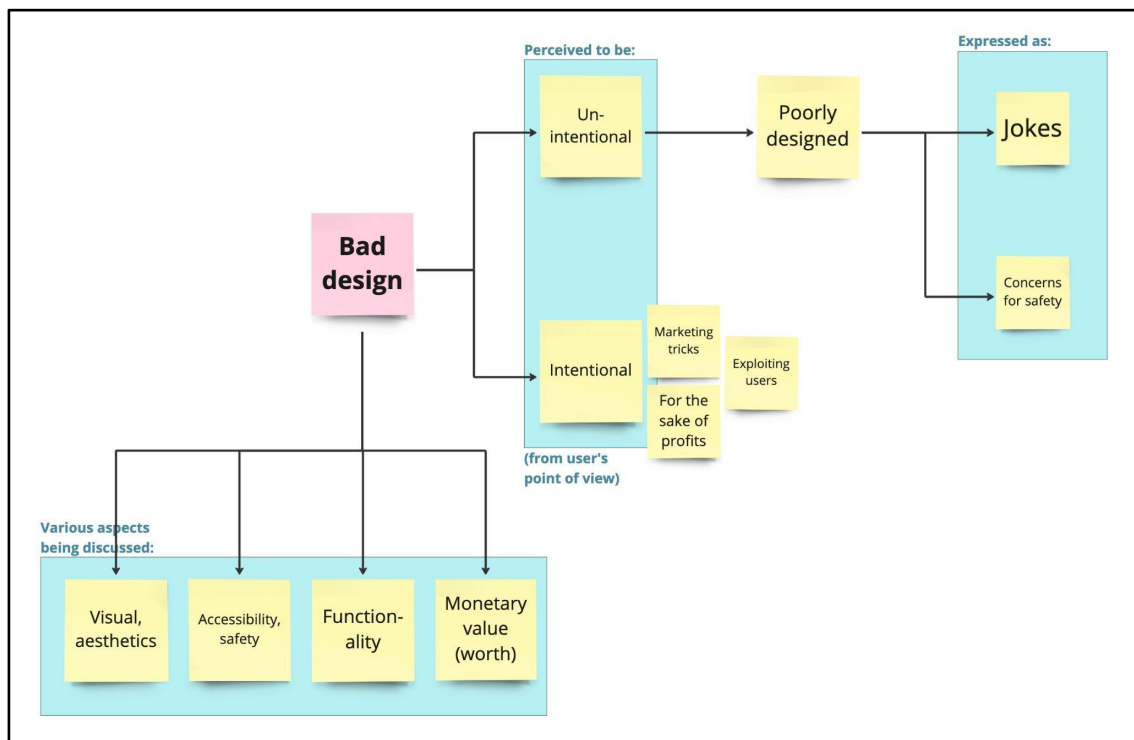 Perceived to be:
Expressed as:
Un-
intentional
Poorly
designed
Jokes
Bad
design
Concerns
for safety
Intentional
Marketing
tricks
Exploiting
users
For the
sake of
profits
(from user's
point of view)
Various aspects
being discussed:
Visual,
aesthetics
Accessibility,
safety
Function-
ality
Monetary
value
(worth)